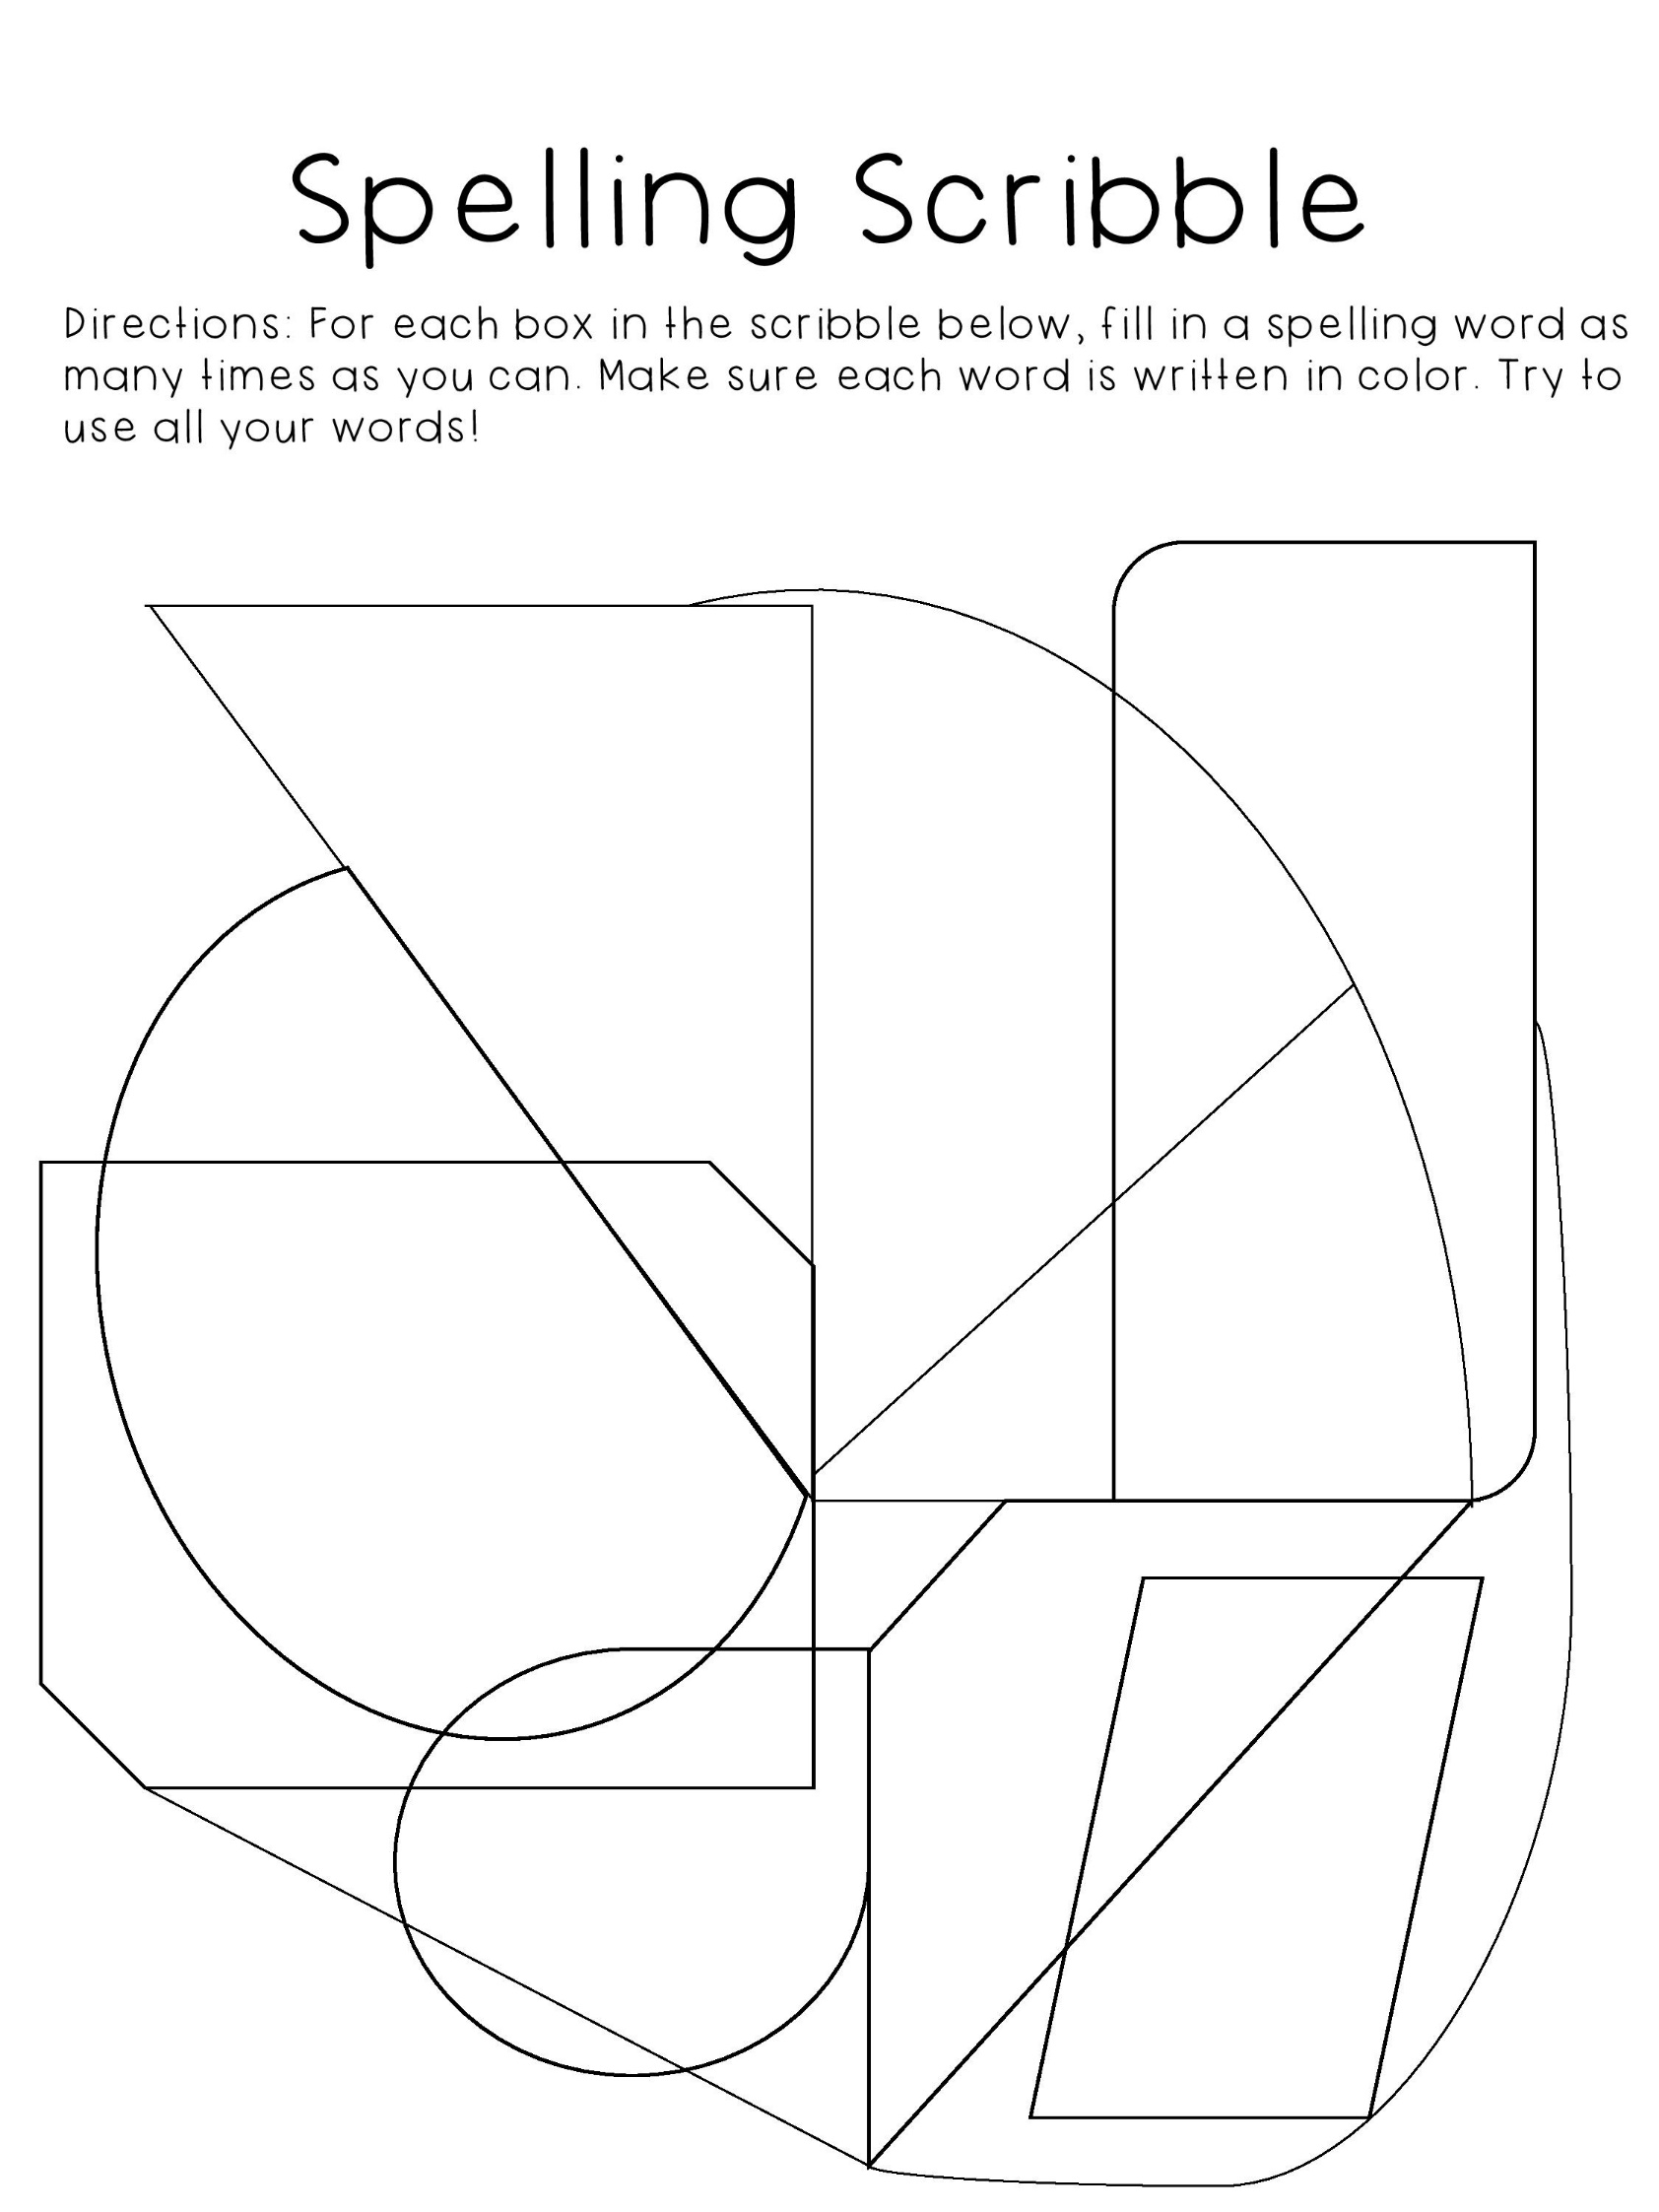 Spelling Scribble
Directions: For each box in the scribble below, fill in a spelling word as
many times as you can. Make sure each word is written in color. Try to
use all your words!